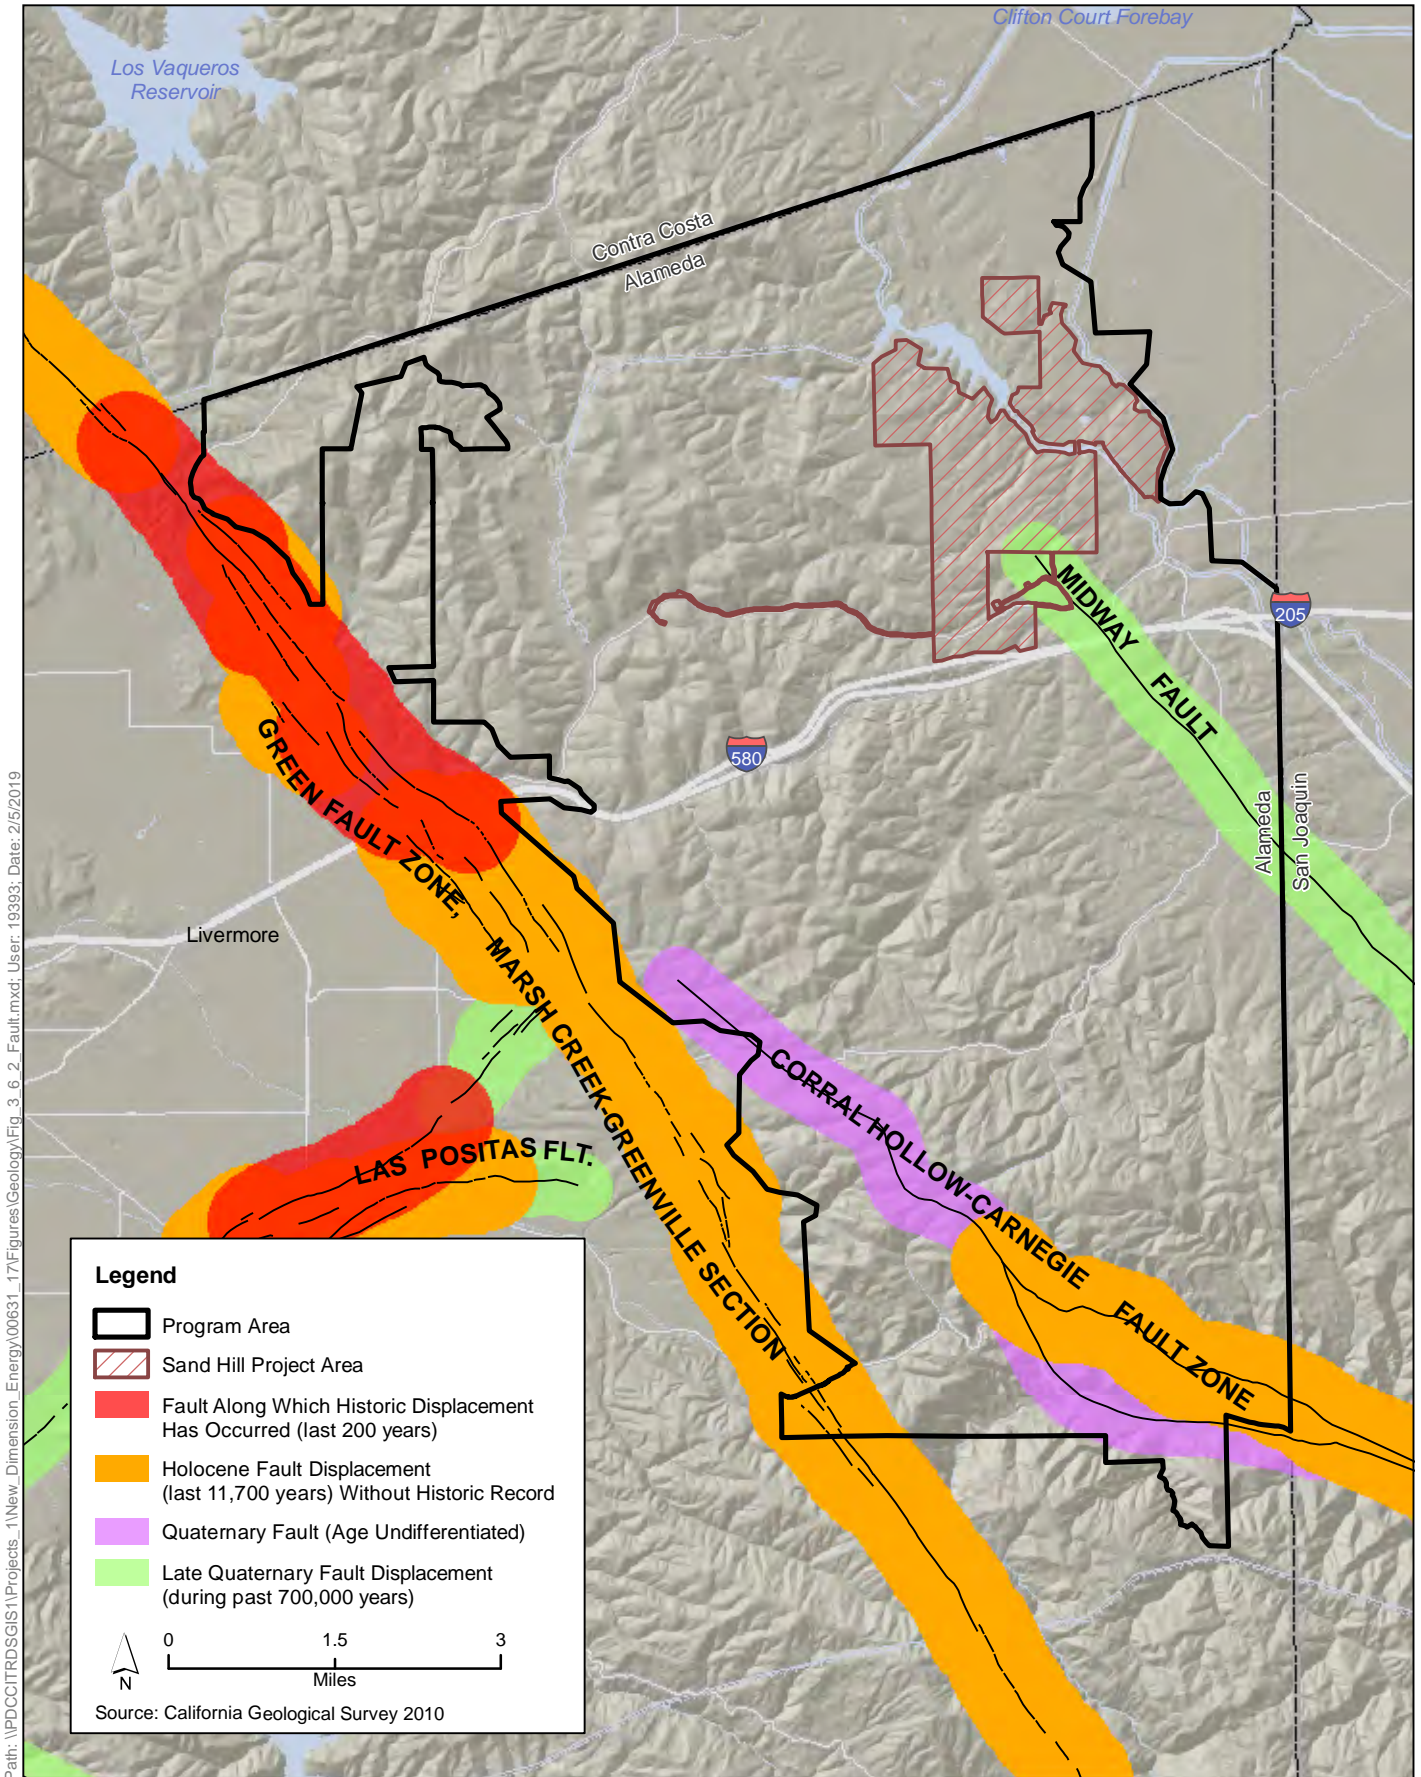 Clifton Court Forebay
Los Vaqueros
Reservoir
Contra Costa
Alameda
MIDWAY FAULT
205
580
Alameda
San Joaquin
GREEN FAULT ZONE,
MARSH CREEK-GREENVILLE SECTION
Livermore
CORRAL HOLLOW-CARNEGIE
FAULT ZONE
LAS POSITAS FLT.
Legend
Program Area
Sand Hill Project Area
Fault Along Which Historic Displacement
Has Occurred (last 200 years)
Holocene Fault Displacement
(last 11,700 years) Without Historic Record
Quaternary Fault (Age Undifferentiated)
Late Quaternary Fault Displacement
(during past 700,000 years)
N
0 1.5 3
Miles
Source: California Geological Survey 2010
Path: \\PDCCITRDSGIS1\Projects_1\New_Dimension_Energy\00631_17\Figures\Geology\Fig_3_6_2_Fault.mxd; User: 19393; Date: 2/5/2019